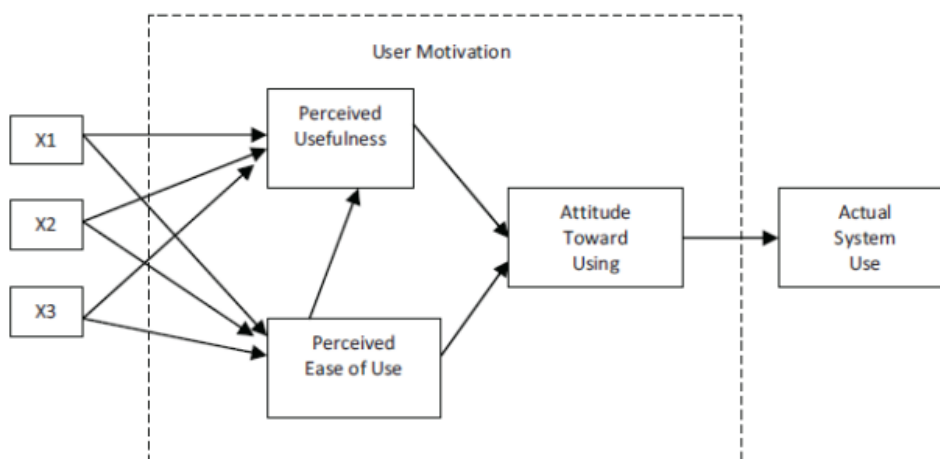 User Motivation
Perceived
Usefulness
X1
X2
X3
Attitude
Toward
Using
Actual
System
Use
Perceived
Ease of Use